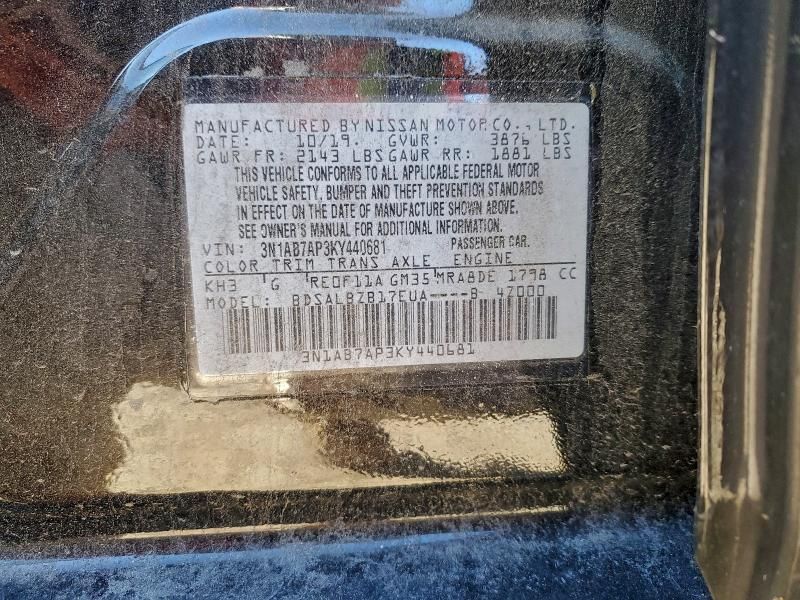 MANUFACTURED BY NISSAN MOTOR CO., LTD.
DATE: 10/19. GVWR: 3876 LBS
GAWR FR: 2143 LBS GAWR RR: 1881 LBS
THIS VEHICLE CONFORMS TO ALL APPLICABLE FEDERAL MOTOR
VEHICLE SAFETY, BUMPER AND THEFT PREVENTION STANDARDS
IN EFFECT ON THE DATE OF MANUFACTURE SHOWN ABOVE.
SEE OWNER'S MANUAL FOR ADDITIONAL INFORMATION.
VIN: 3N1AB7AP3KY440681 PASSENGER CAR.
COLOR TRIM TRANS AXLE ENGINE
KH3 G RE0F11A GM35 MRA8DE 1798 CC
MODEL: BDSALBZB17EUA----B- 42000
3N1AB7AP3KY440681